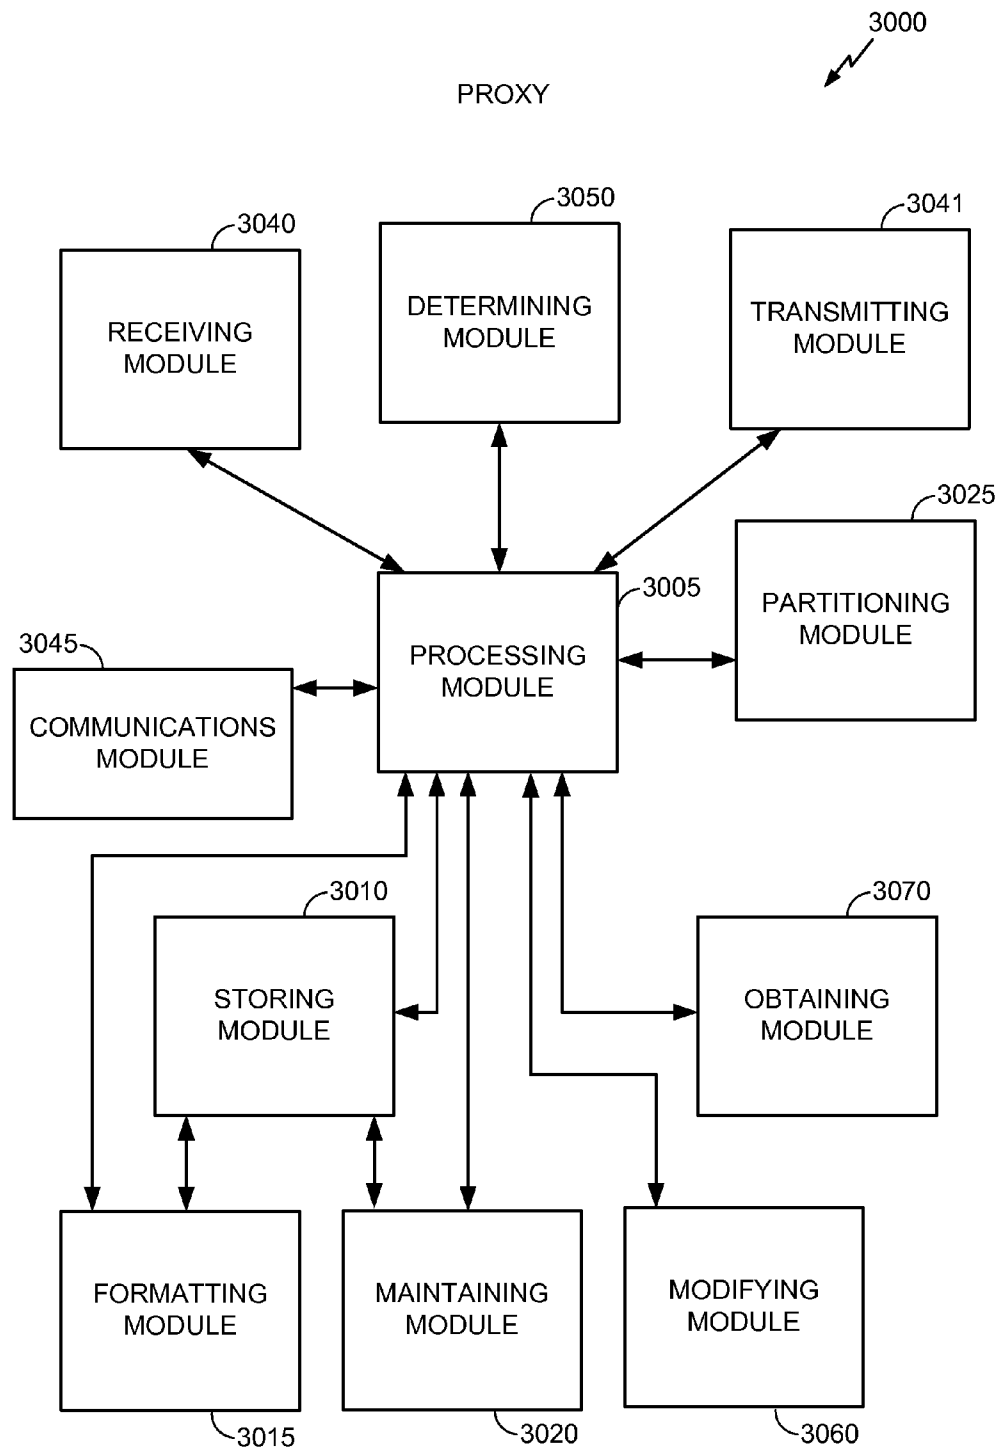 3000
PROXY
3040
RECEIVING
MODULE
3050
DETERMINING
MODULE
3041
TRANSMITTING
MODULE
3025
PARTITIONING
MODULE
3005
PROCESSING
MODULE
3045
COMMUNICATIONS
MODULE
3010
STORING
MODULE
3070
OBTAINING
MODULE
FORMATTING
MODULE
3015
MAINTAINING
MODULE
3020
MODIFYING
MODULE
3060